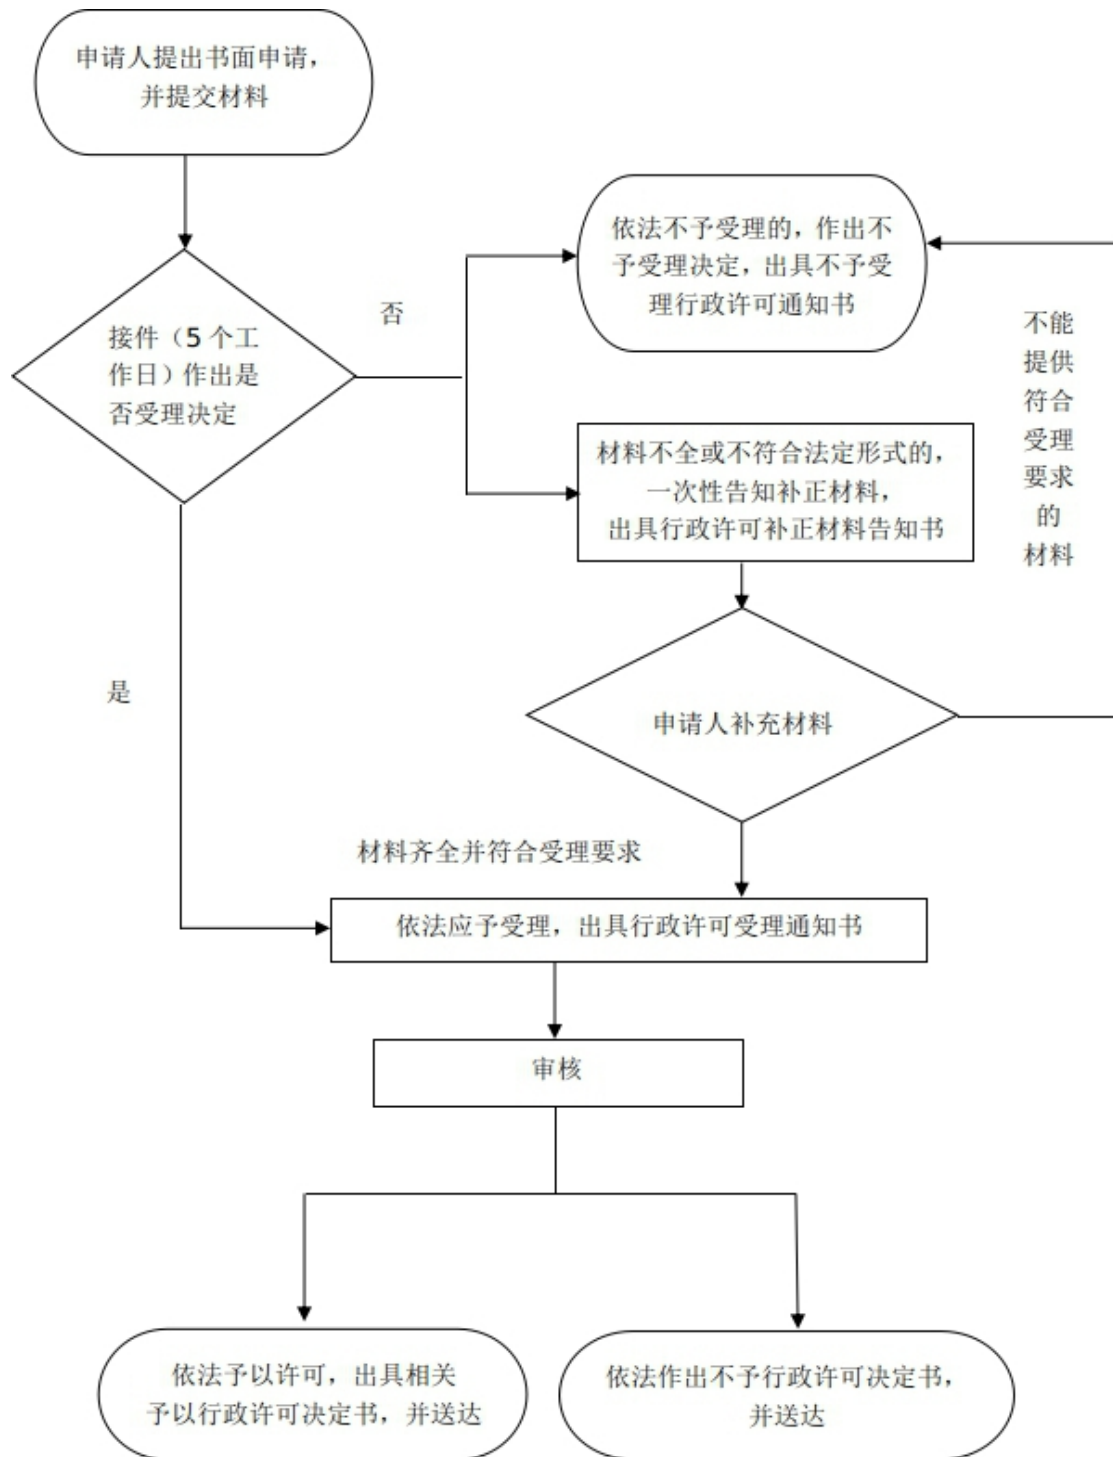 申请人提出书面申请，
并提交材料
依法不予受理的，作出不
予受理决定，出具不予受
理行政许可通知书
否
接件（5 个工
作日）作出是
否受理决定
不能
提供
符合
受理
要求
的
材料
材料不全或不符合法定形式的，
一次性告知补正材料，
出具行政许可补正材料告知书
是
申请人补充材料
材料齐全并符合受理要求
依法应予受理，出具行政许可受理通知书
审核
依法予以许可，出具相关
予以行政许可决定书，并送达
依法作出不予行政许可决定书，
并送达